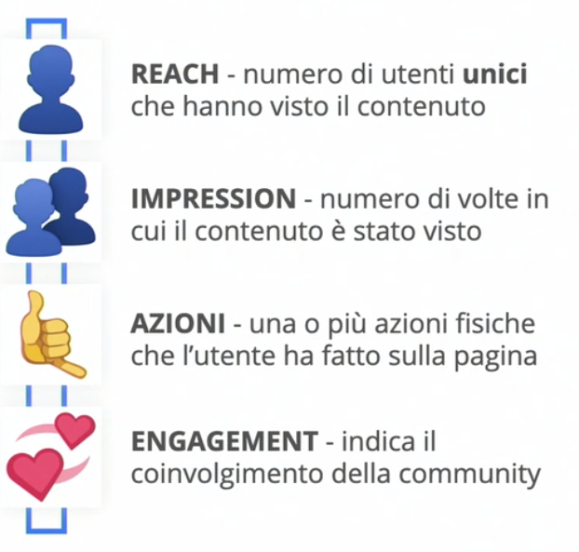 REACH - numero di utenti unici
che hanno visto il contenuto
IMPRESSION - numero di volte in
cui il contenuto è stato visto
AZIONI - una o più azioni fisiche
che l'utente ha fatto sulla pagina
ENGAGEMENT - indica il
coinvolgimento della community